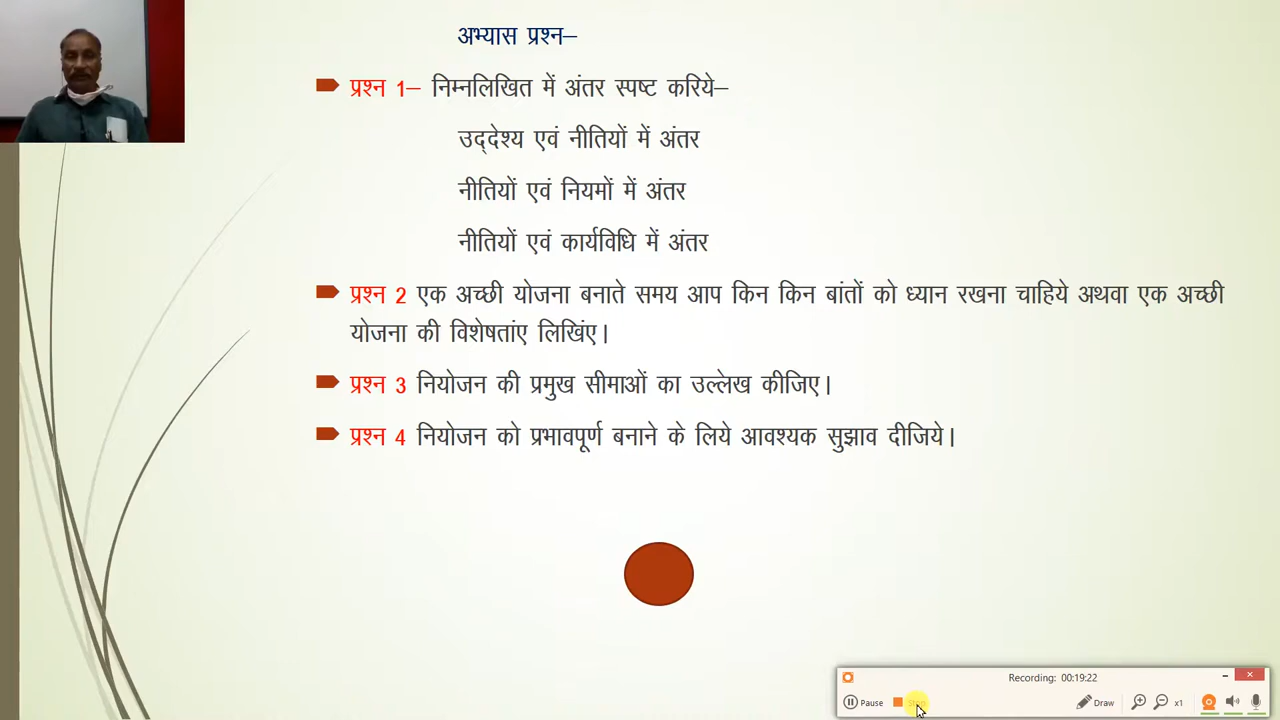 अभ्यास प्रश्न–
प्रश्न 1– निम्नलिखित में अंतर स्पष्ट करिये–
उद्देश्य एवं नीतियों में अंतर
नीतियों एवं नियमों में अंतर
नीतियों एवं कार्यविधि में अंतर
प्रश्न 2 एक अच्छी योजना बनाते समय आप किन किन बांतों को ध्यान रखना चाहिये अथवा एक अच्छी
योजना की विशेषतांए लिखिंए।
प्रश्न 3 नियोजन की प्रमुख सीमाओं का उल्लेख कीजिए।
प्रश्न 4 नियोजन को प्रभावपूर्ण बनाने के लिये आवश्यक सुझाव दीजिये।
Recording: 00:19:22
Pause Draw x1